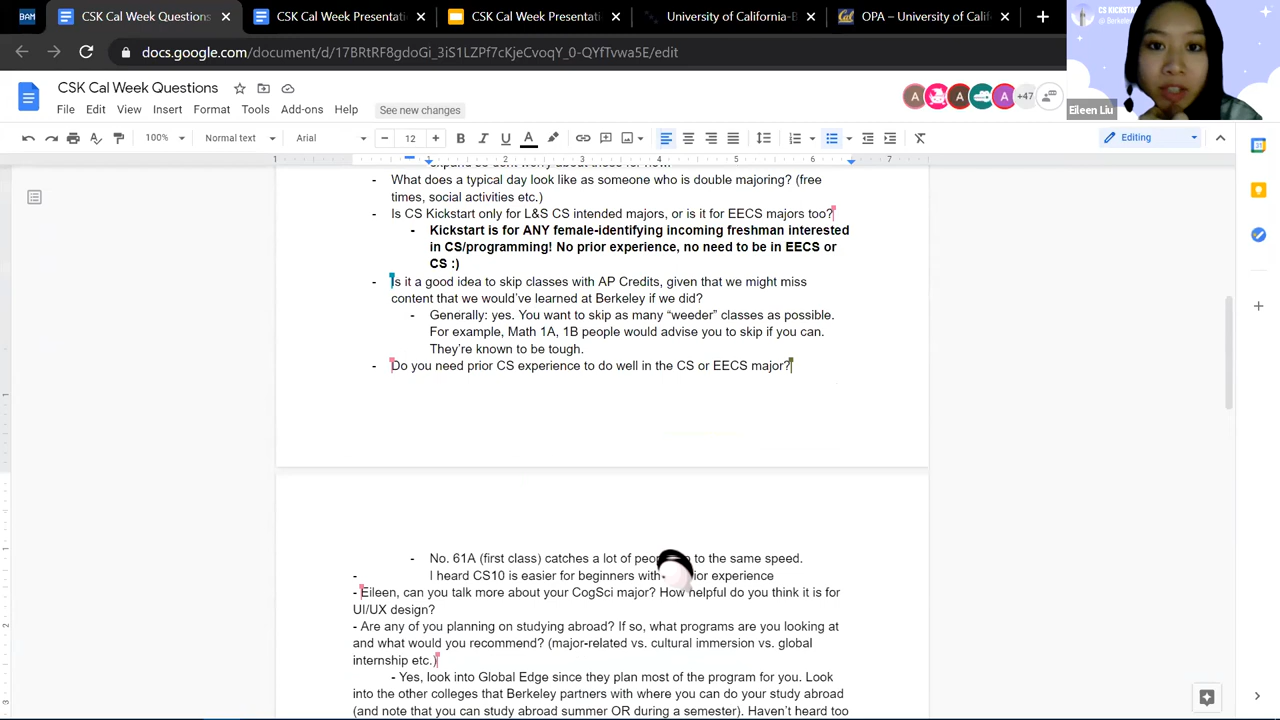 CSK Cal Week Questions
CSK Cal Week Present
CSK Cal Week Present
University of California-B
OPA – University of Calif
docs.google.com/document/d/
/edit
CS KICKSTAR
@ Berkeley
Eileen Liu
CSK Cal Week Questions
File Edit View Insert Format Tools Add-ons Help See new changes
A A A +47
100% Normal text Arial 12 B I U A Editing
1 1 2 3 4 5 6 7
- What does a typical day look like as someone who is double majoring? (free
times, social activities etc.)
- Is CS Kickstart only for L&S CS intended majors, or is it for EECS majors too?
- Kickstart is for ANY female-identifying incoming freshman interested
in CS/programming! No prior experience, no need to be in EECS or
CS :)
- Is it a good idea to skip classes with AP Credits, given that we might miss
content that we would've learned at Berkeley if we did?
- Generally: yes. You want to skip as many “weeder” classes as possible.
For example, Math 1A, 1B people would advise you to skip if you can.
They're known to be tough.
- Do you need prior CS experience to do well in the CS or EECS major?
- No. 61A (first class) catches a lot of to the same speed.
- I heard CS10 is easier for beginners experience
- Eileen, can you talk more about your CogSci major? How helpful do you think it is for
UI/UX design?
- Are any of you planning on studying abroad? If so, what programs are you looking at
and what would you recommend? (major-related vs. cultural immersion vs. global
internship etc.)
- Yes, look into Global Edge since they plan most of the program for you. Look
into the other colleges that Berkeley partners with where you can do your study abroad
(and note that you can study abroad summer OR during a semester). Haven't heard too